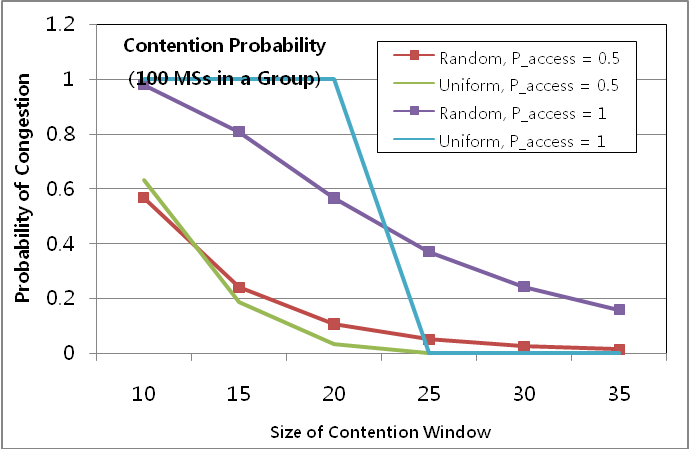 Contention Probability
(100 MSs in a Group)
Random, P_access = 0.5
Uniform, P_access = 0.5
Random, P_access = 1
Uniform, P_access = 1
Probability of Congestion
1.2
1
0.8
0.6
0.4
0.2
0
10 15 20 25 30 35
Size of Contention Window